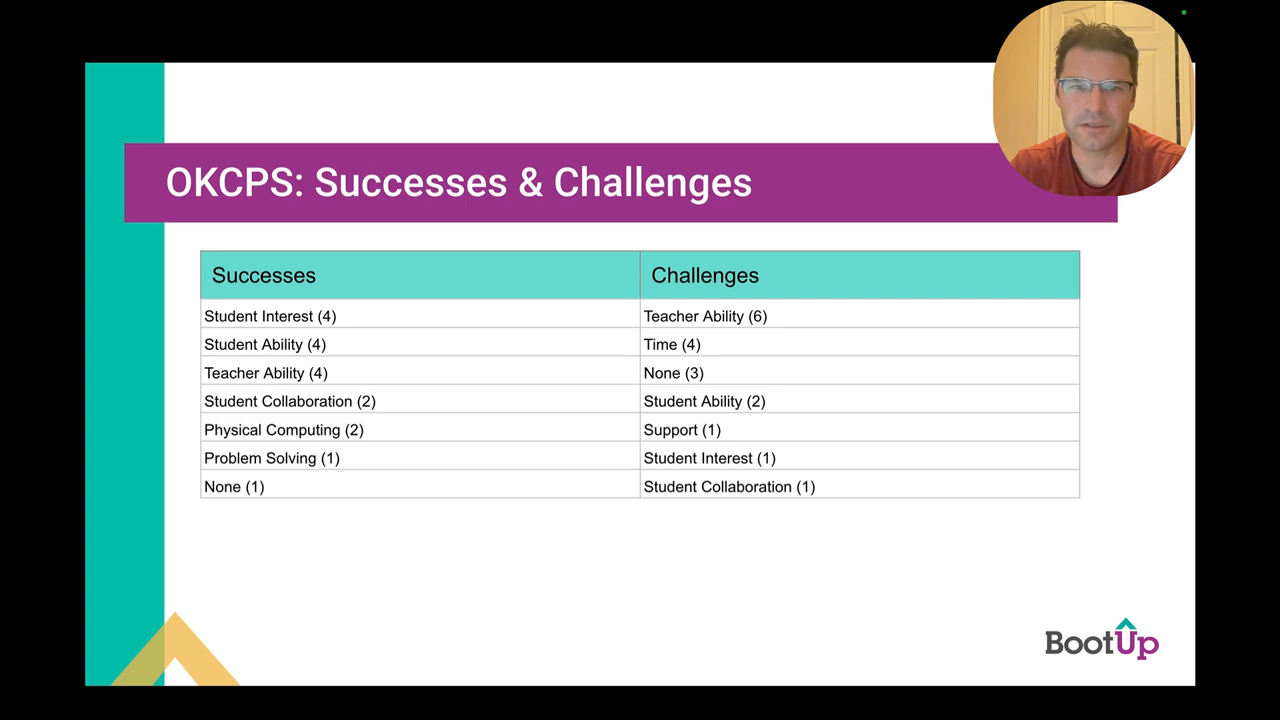 OKCPS: Successes & Challenges
Successes Challenges
Student Interest (4) Teacher Ability (6)
Student Ability (4) Time (4)
Teacher Ability (4) None (3)
Student Collaboration (2) Student Ability (2)
Physical Computing (2) Support (1)
Problem Solving (1) Student Interest (1)
None (1) Student Collaboration (1)
BootUp